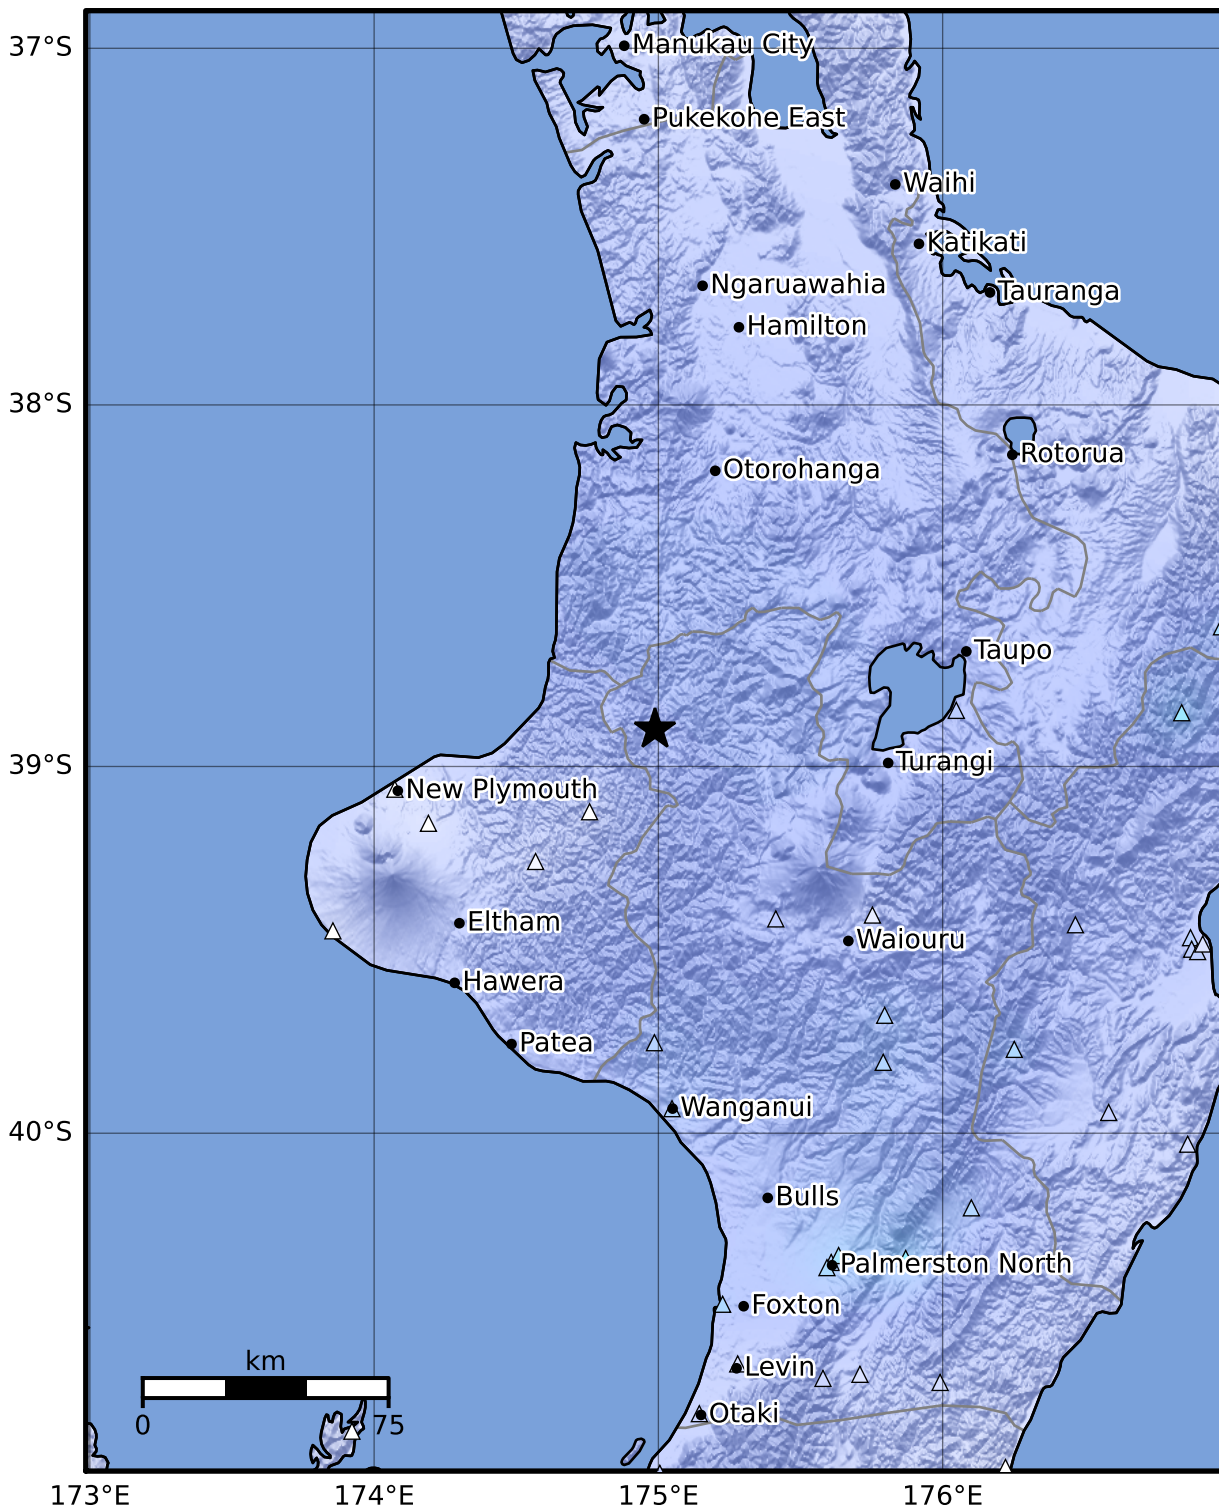 37°S
Manukau City
Pukekohe East
Waihi
Katikati
Ngaruawahia
Tauranga
Hamilton
38°S
Rotorua
Otorohanga
Taupo
39°S
Turangi
New Plymouth
Eltham
Waiouru
Hawera
Patea
Wanganui
40°S
Bulls
Palmerston North
Foxton
km
Levin
0
75
Otaki
173°E
174°E
175°E
176°E